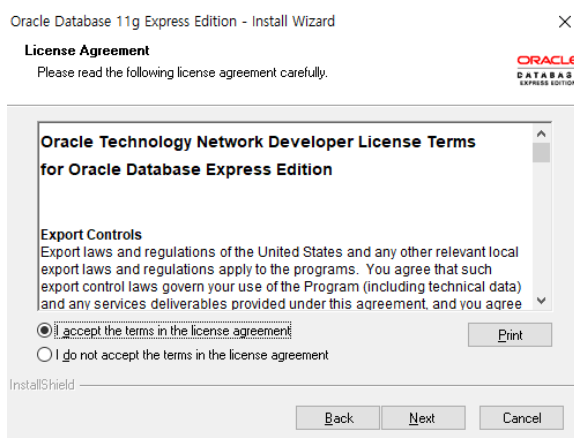 Oracle Database 11g Express Edition - Install Wizard
License Agreement
Please read the following license agreement carefully.
ORACLE
DATABASE
EXPRESS EDITION
Oracle Technology Network Developer License Terms
for Oracle Database Express Edition
Export Controls
Export laws and regulations of the United States and any other relevant local
export laws and regulations apply to the programs. You agree that such
export control laws govern your use of the Program (including technical data)
and any services deliverables provided under this agreement, and you agree
I accept the terms in the license agreement
Print
I do not accept the terms in the license agreement
InstallShield
Back
Next
Cancel